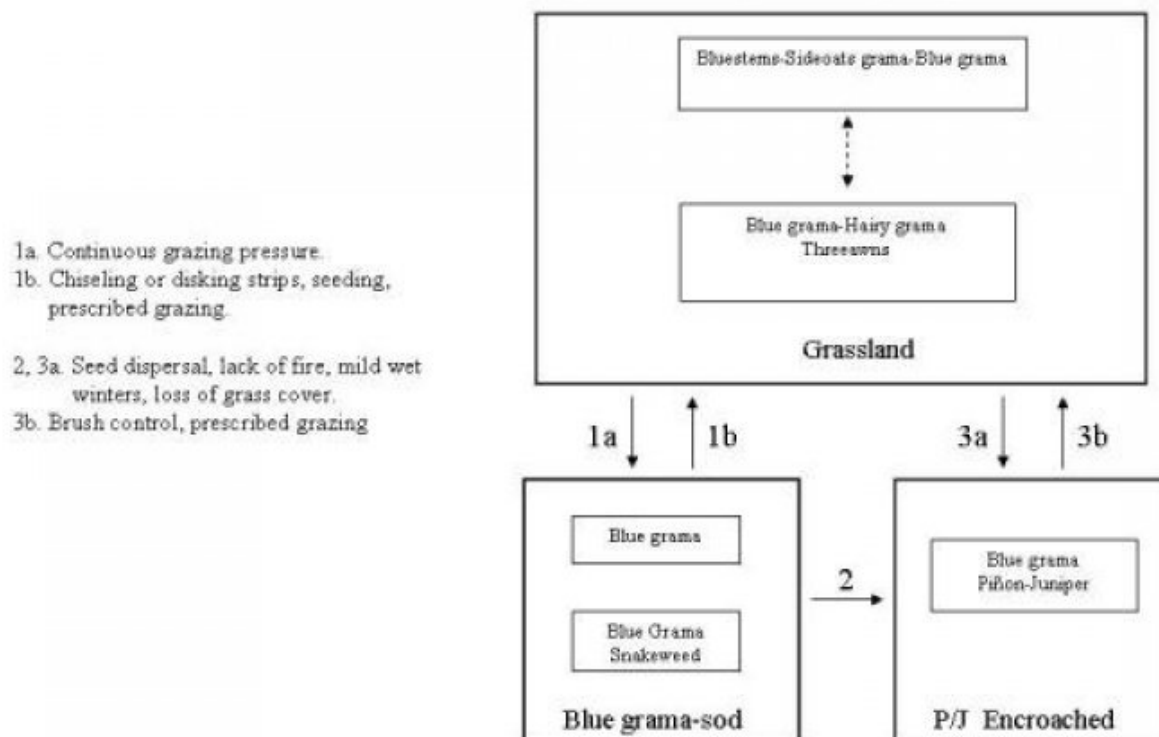 Bluestems-Sideoats grama-Blue grama
Blue grama-Hairy grama
Threeawns
Grassland
1a. Continuous grazing pressure.
1b. Chiseling or disking strips, seeding,
prescribed grazing.
2, 3a. Seed dispersal, lack of fire, mild wet
winters, loss of grass cover.
3b. Brush control, prescribed grazing
1a
1b
3a
3b
Blue grama
Blue Grama
Snakeweed
Blue grama-sod
2
Blue grama
Piñon-Juniper
P/J Encroached